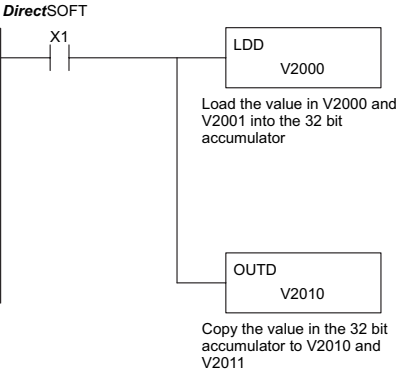 DirectSOFT
X1
LDD
V2000
Load the value in V2000 and
V2001 into the 32 bit
accumulator
OUTD
V2010
Copy the value in the 32 bit
accumulator to V2010 and
V2011